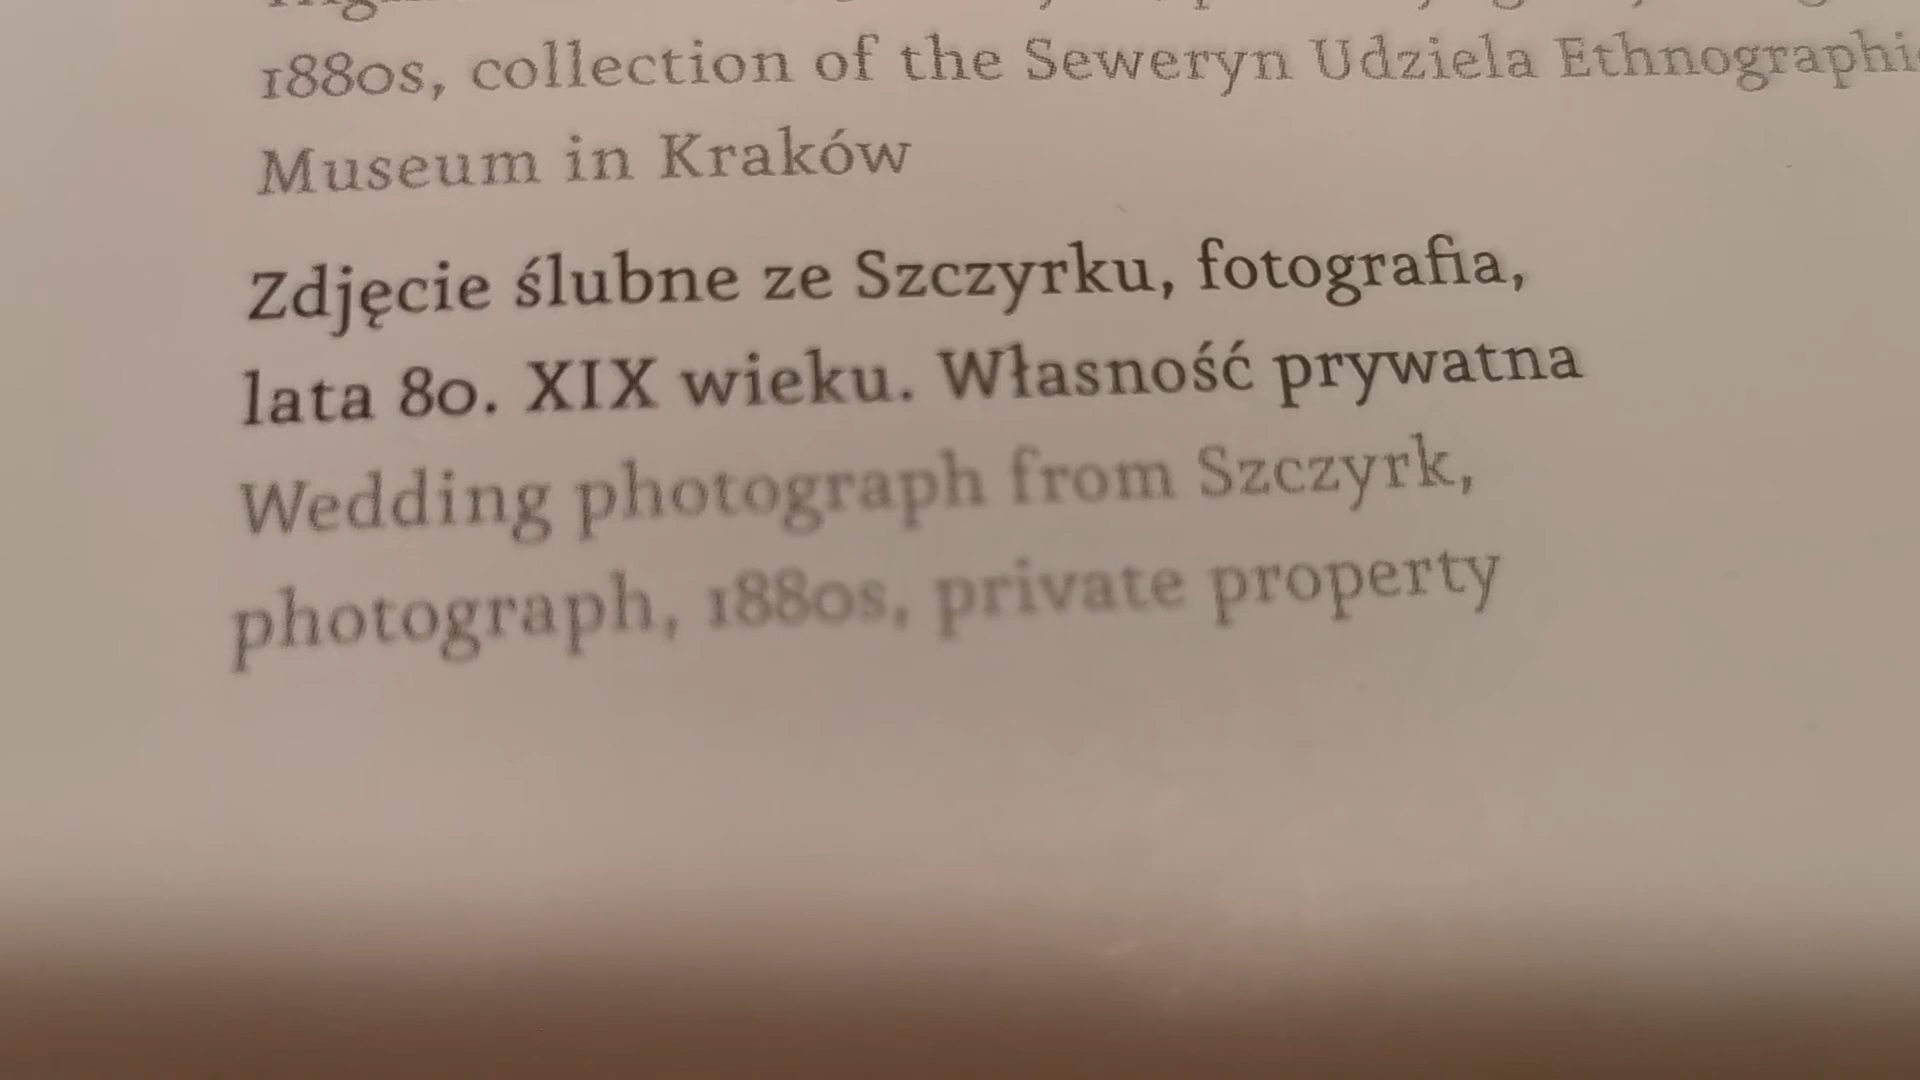 1880s, collection of the Seweryn Udziela Ethnographic
Museum in Kraków
Zdjęcie ślubne ze Szczyrku, fotografia,
lata 80. XIX wieku. Własność prywatna
Wedding photograph from Szczyrk,
photograph, 1880s, private property